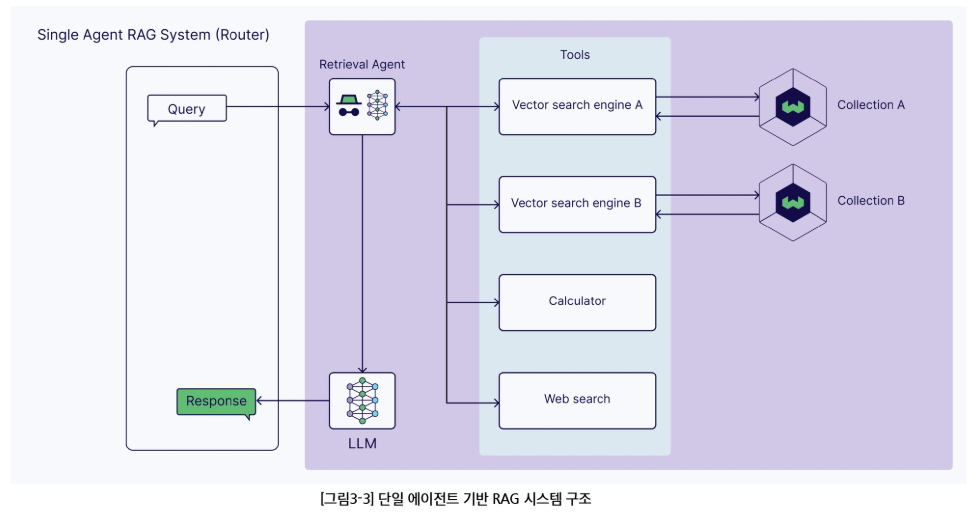 Single Agent RAG System (Router)
Query
Retrieval Agent
Tools
Vector search engine A
Collection A
Vector search engine B
Collection B
Calculator
Web search
Response
LLM
[그림3-3] 단일 에이전트 기반 RAG 시스템 구조